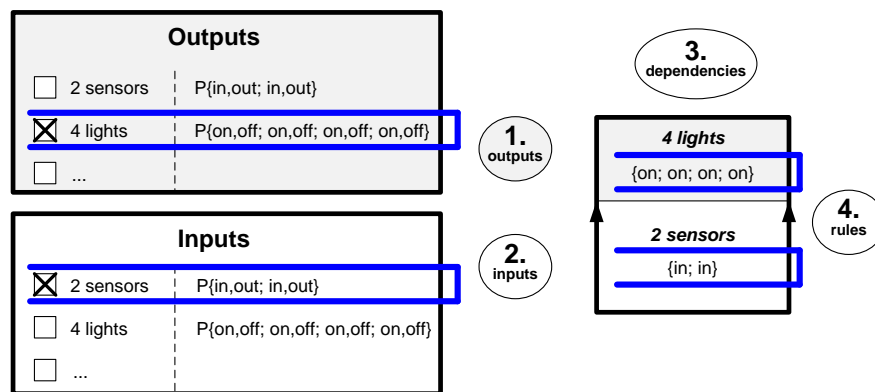 Outputs
2 sensors P{in,out; in,out}
4 lights P{on,off; on,off; on,off; on,off}
...
Inputs
2 sensors P{in,out; in,out}
4 lights P{on,off; on,off; on,off; on,off}
...
1.
outputs
2.
inputs
3.
dependencies
4 lights
{on; on; on; on}
2 sensors
{in; in}
4.
rules